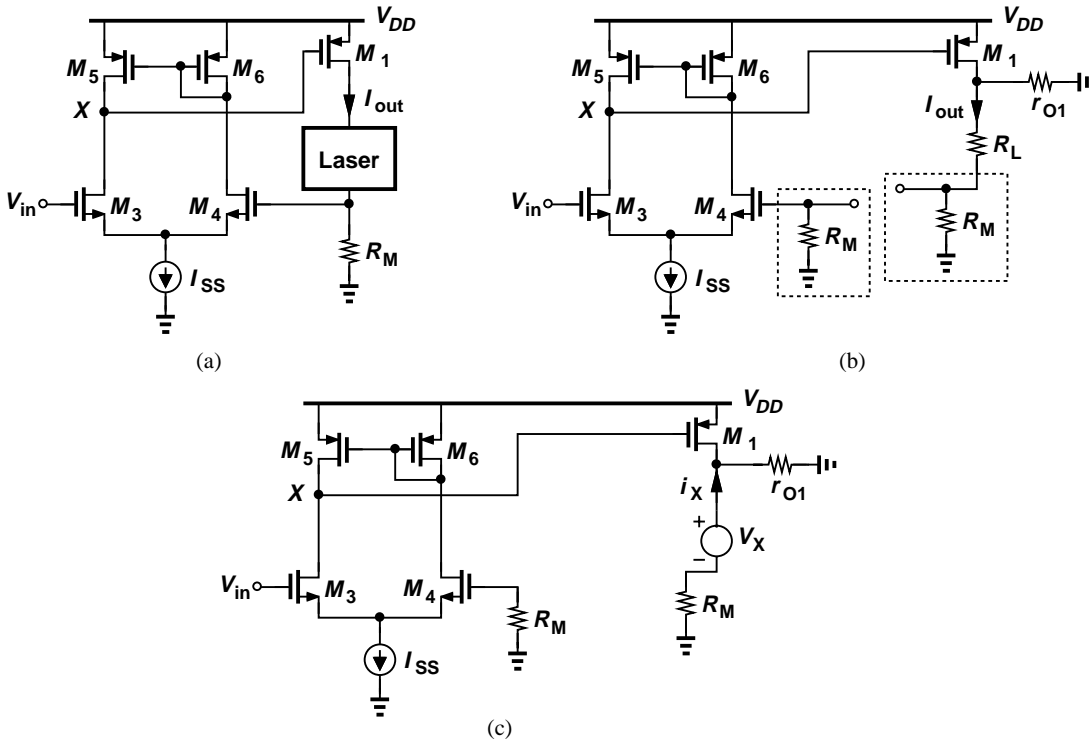 V_DD
M_5
M_6
M_1
X
I_out
Laser
V_in
M_3
M_4
R_M
I_SS
(a)
V_DD
M_5
M_6
M_1
X
I_out
r_O1
R_L
V_in
M_3
M_4
R_M
R_M
I_SS
(b)
V_DD
M_5
M_6
M_1
X
i_X
r_O1
+
V_X
−
V_in
M_3
M_4
R_M
R_M
I_SS
(c)